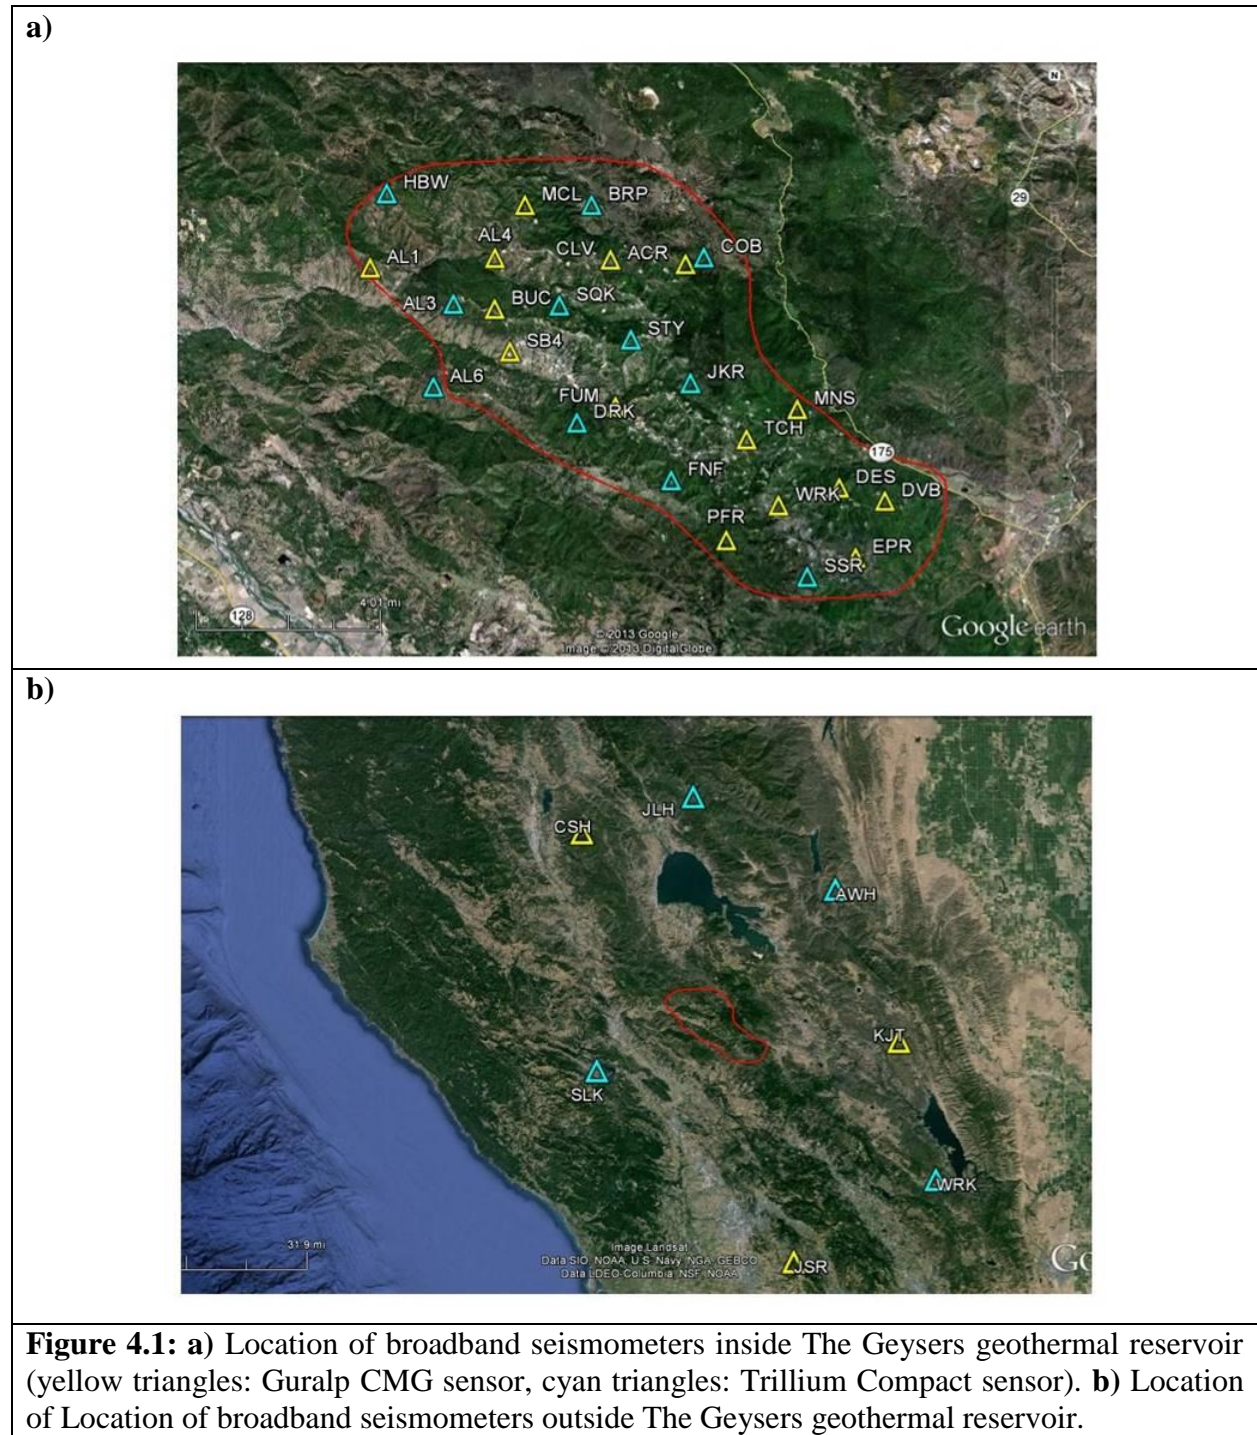 a)
N
29
HBW
MCL BRP
AL4
CLV ACR COB
AL1
AL3 BUC SQK
STY
SB4
AL6
JKR
FUM
DRK
MNS
TCH
175
FNF
DES
WRK DVB
PFR
EPR
SSR
4.01 mi
128
© 2013 Google
Image © 2013 DigitalGlobe
Google earth
b)
JLH
CSH
AWH
KJT
SLK
WRK
31.9 mi
Image Landsat
Data SIO, NOAA, U.S. Navy, NGA, GEBCO
Data LDEO-Columbia, NSF, NOAA
JSR
Go
Figure 4.1: a) Location of broadband seismometers inside The Geysers geothermal reservoir
(yellow triangles: Guralp CMG sensor, cyan triangles: Trillium Compact sensor). b) Location
of Location of broadband seismometers outside The Geysers geothermal reservoir.